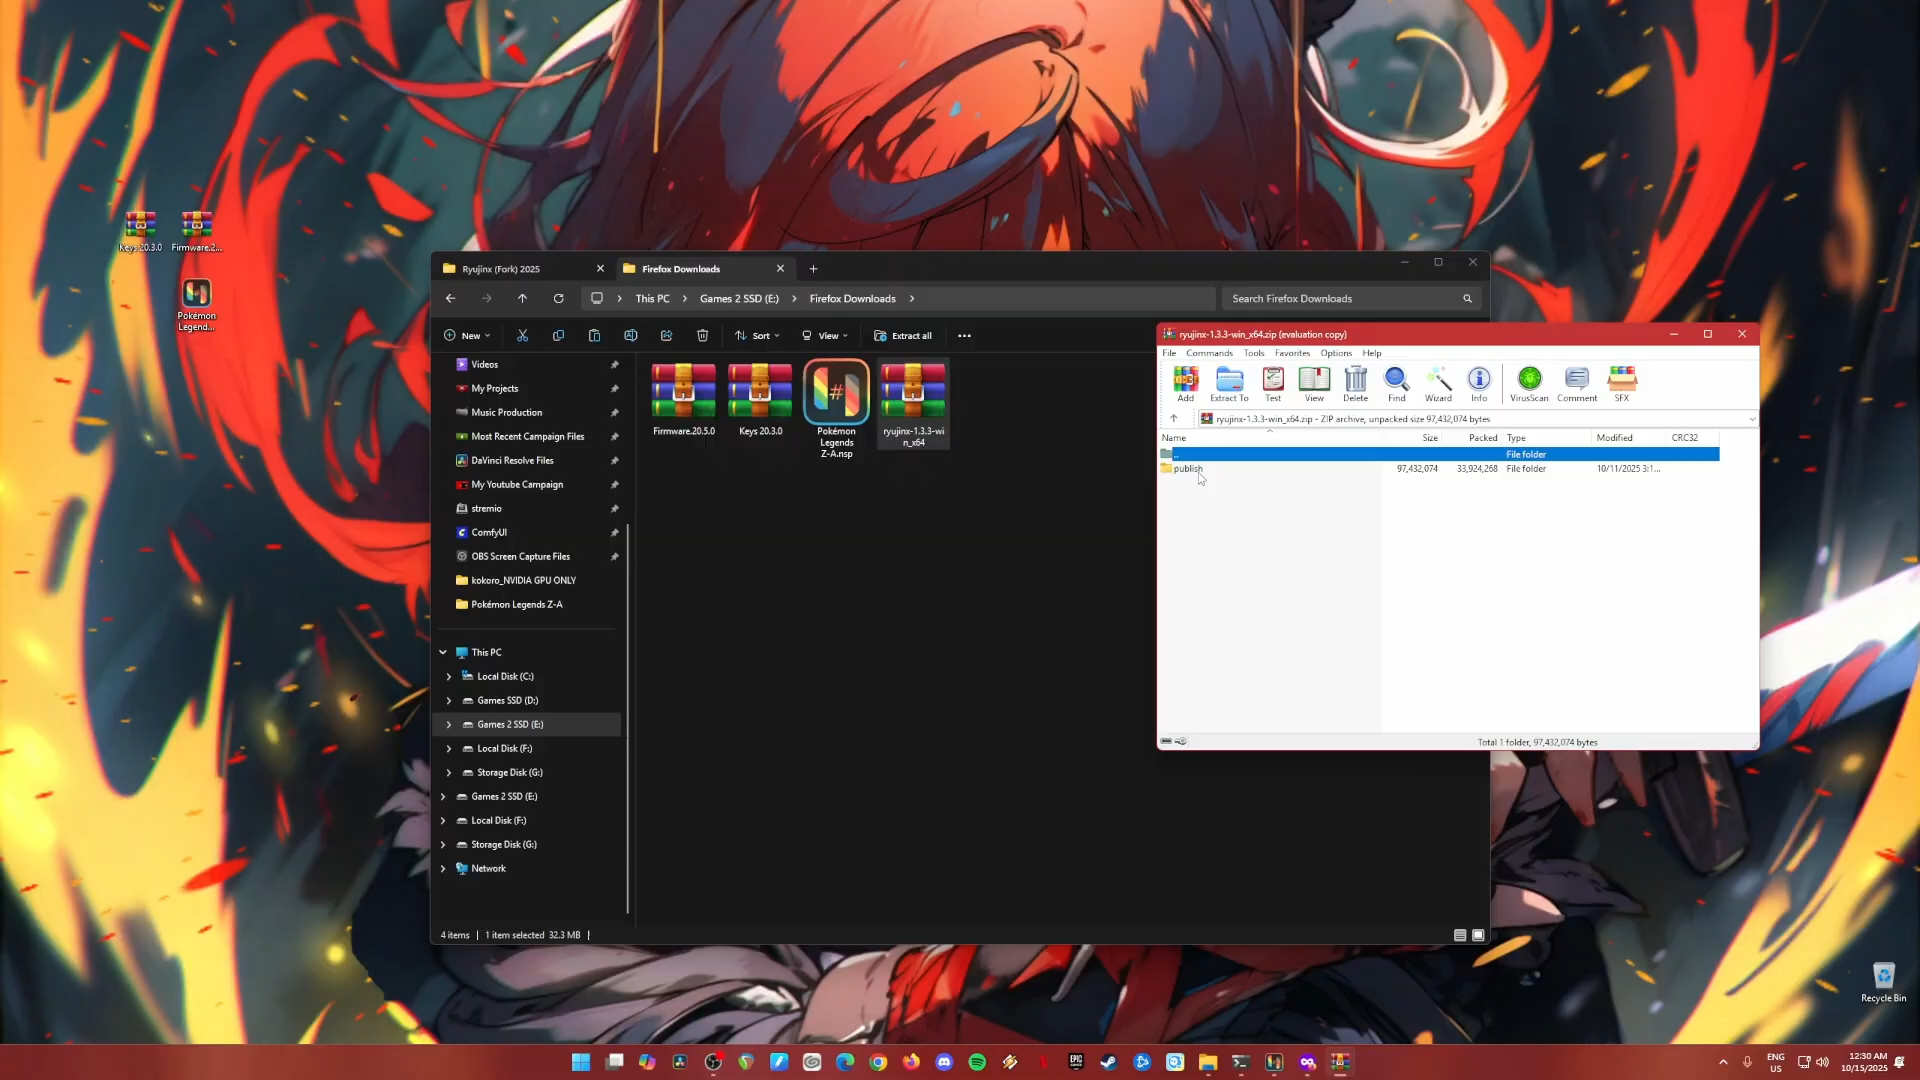 Keys 20.3.0
Firmware.2...
Pokémon
Legend...
Ryujinx (Fork) 2025
Firefox Downloads
This PC
Games 2 SSD (E:)
Firefox Downloads
Search Firefox Downloads
New
Sort
View
Extract all
Videos
My Projects
Music Production
Most Recent Campaign Files
DaVinci Resolve Files
My Youtube Campaign
stremio
ComfyUI
OBS Screen Capture Files
kokoro_NVIDIA GPU ONLY
Pokémon Legends Z-A
This PC
Local Disk (C:)
Games SSD (D:)
Games 2 SSD (E:)
Local Disk (F:)
Storage Disk (G:)
Games 2 SSD (E:)
Local Disk (F:)
Storage Disk (G:)
Network
Firmware.20.5.0
Keys 20.3.0
Pokémon
Legends
Z-A.nsp
ryujinx-1.3.3-wi
n_x64
4 items
1 item selected 32.3 MB
ryujinx-1.3.3-win_x64.zip (evaluation copy)
File Commands Tools Favorites Options Help
Add Extract To Test View Delete Find Wizard Info VirusScan Comment SFX
ryujinx-1.3.3-win_x64.zip - ZIP archive, unpacked size 97,432,074 bytes
Name Size Packed Type Modified CRC32
.. File folder
publish 97,432,074 33,924,268 File folder 10/11/2025 3:1...
Total 1 folder, 97,432,074 bytes
Recycle Bin
EPIC
ENG
US
12:30 AM
10/15/2025